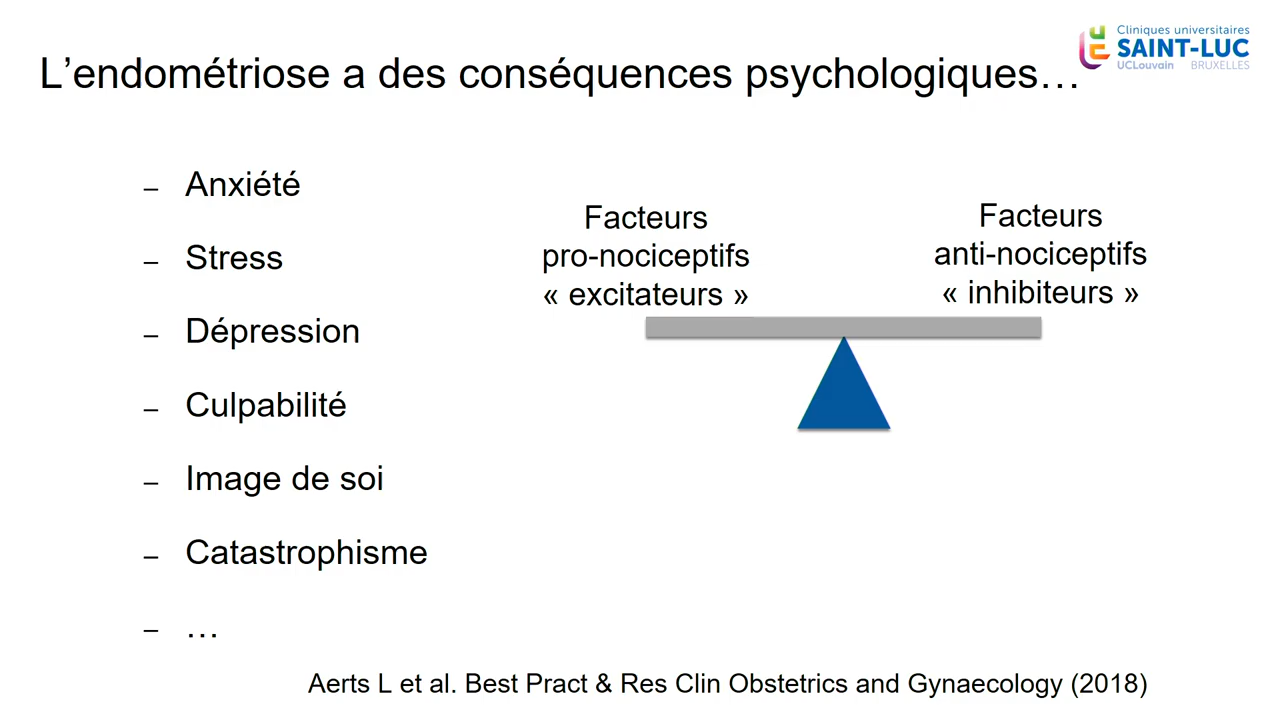 Cliniques universitaires
SAINT-LUC
UCLouvain BRUXELLES
L’endométriose a des conséquences psychologiques…
– Anxiété
– Stress
– Dépression
– Culpabilité
– Image de soi
– Catastrophisme
– …
Facteurs
pro-nociceptifs
« excitateurs »
Facteurs
anti-nociceptifs
« inhibiteurs »
Aerts L et al. Best Pract & Res Clin Obstetrics and Gynaecology (2018)